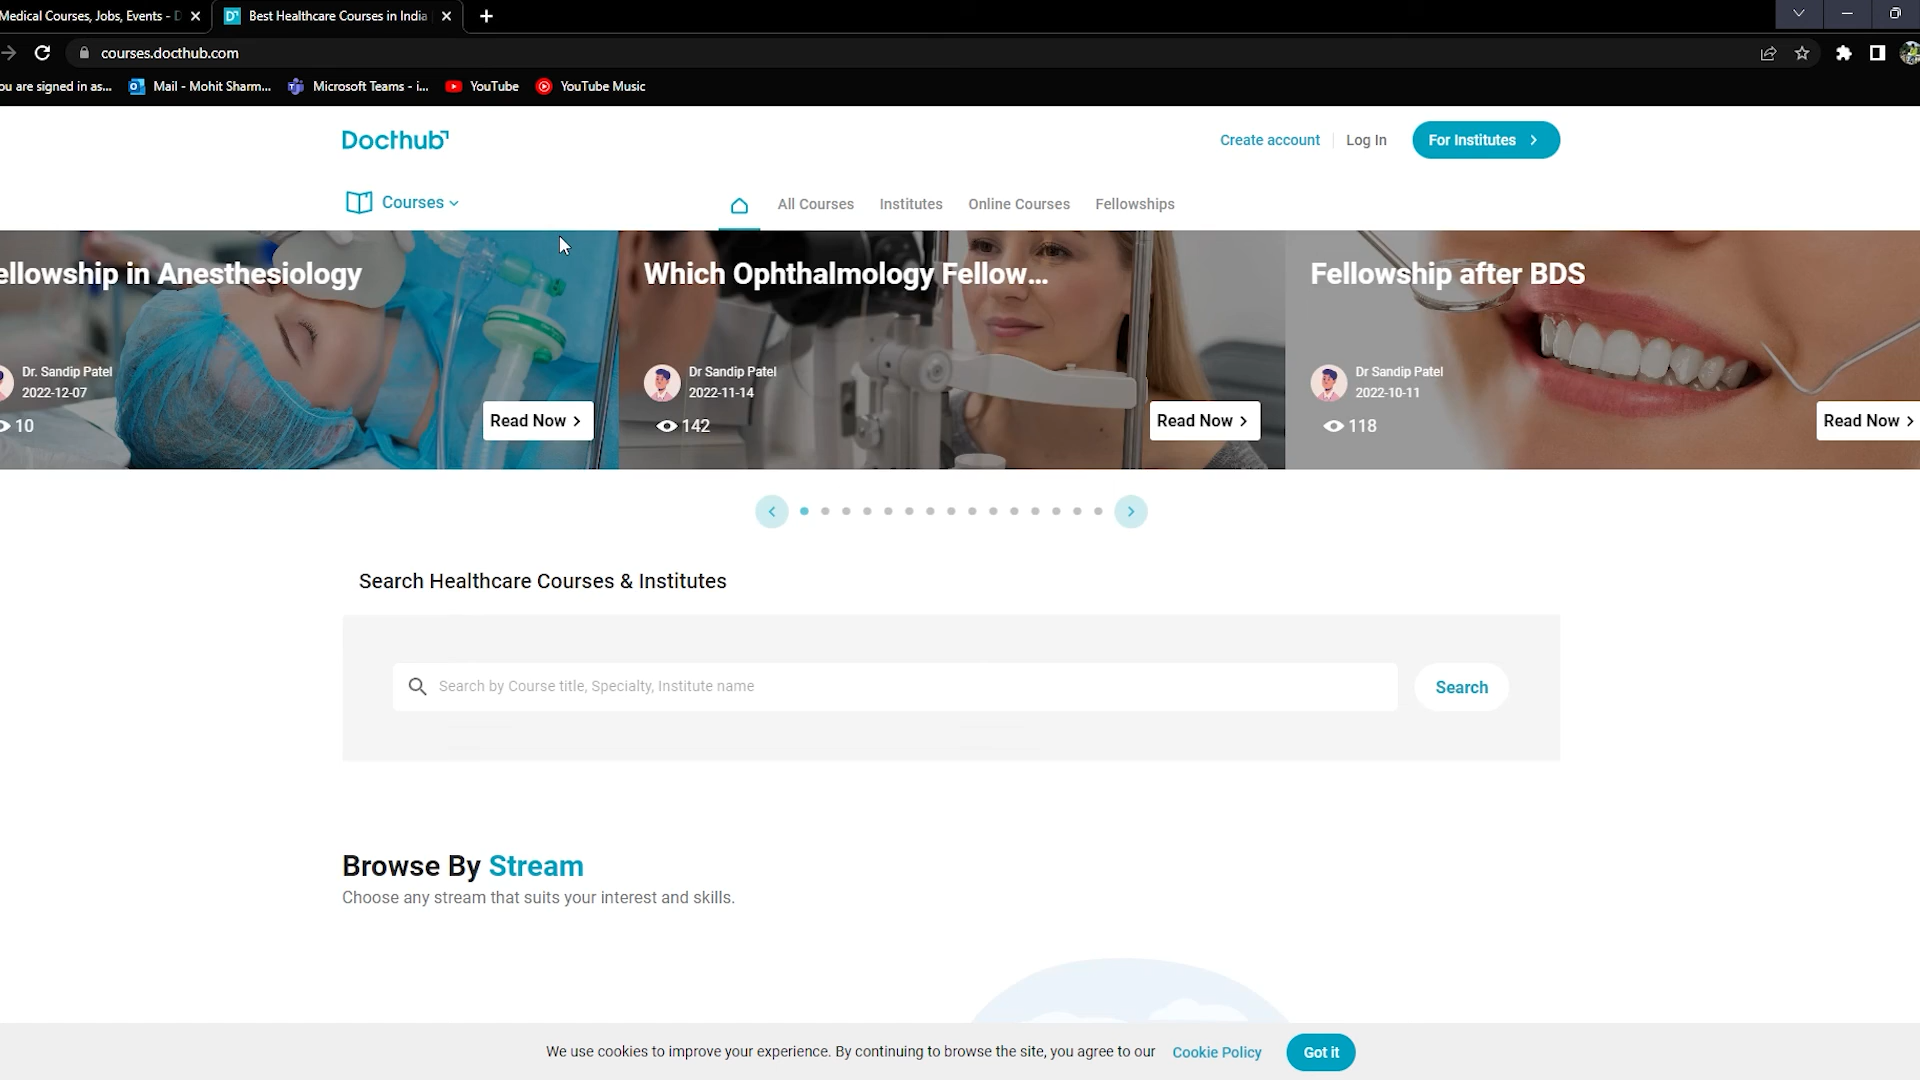 Medical Courses, Jobs, Events - D
Best Healthcare Courses in India
courses.docthub.com
ou are signed in as...
Mail - Mohit Sharm...
Microsoft Teams - i...
YouTube
YouTube Music
Docthub
Create account
Log In
For Institutes
Courses
All Courses
Institutes
Online Courses
Fellowships
ellowship in Anesthesiology
Dr. Sandip Patel
2022-12-07
10
Read Now
Which Ophthalmology Fellow...
Dr Sandip Patel
2022-11-14
142
Read Now
Fellowship after BDS
Dr Sandip Patel
2022-10-11
118
Read Now
Search Healthcare Courses & Institutes
Search by Course title, Specialty, Institute name
Search
Browse By Stream
Choose any stream that suits your interest and skills.
We use cookies to improve your experience. By continuing to browse the site, you agree to our Cookie Policy
Got it